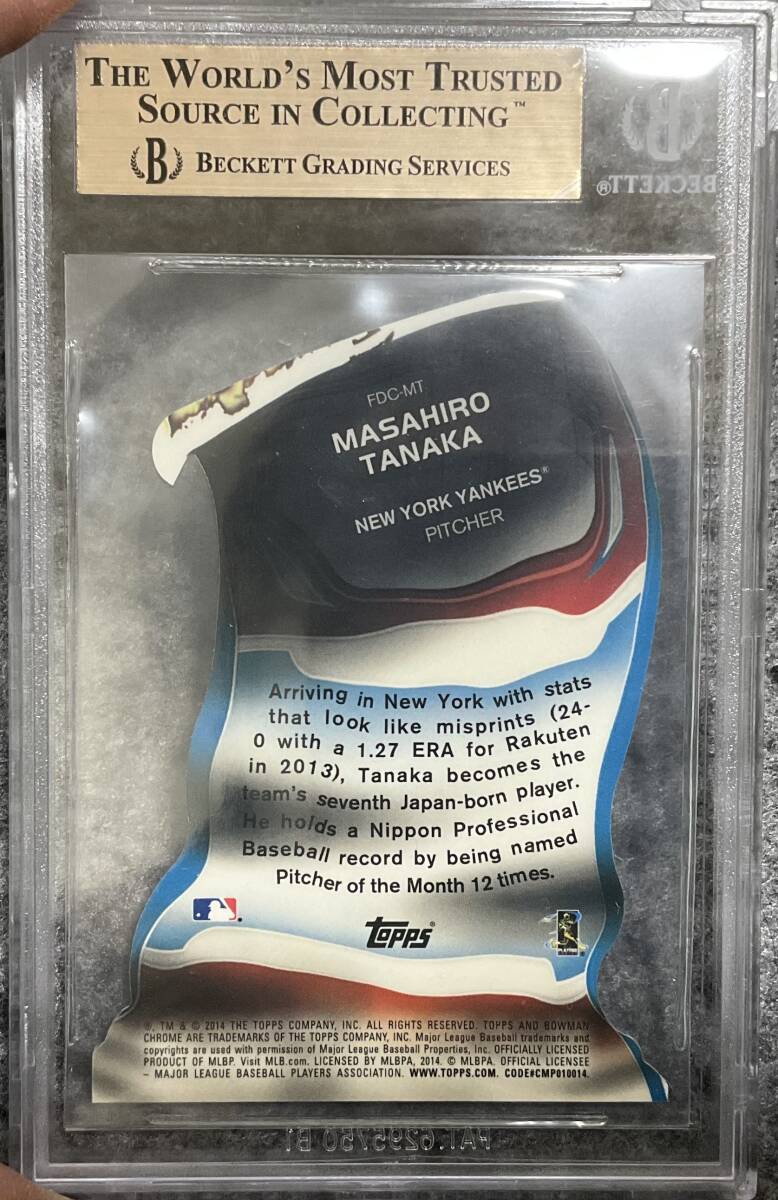 THE WORLD'S MOST TRUSTED
SOURCE IN COLLECTING™
B BECKETT GRADING SERVICES
B
BECKETT®
FDC-MT
MASAHIRO
TANAKA
NEW YORK YANKEES®
PITCHER
Arriving in New York with stats
that look like misprints (24-
0 with a 1.27 ERA for Rakuten
in 2013), Tanaka becomes the
team's seventh Japan-born player.
He holds a Nippon Professional
Baseball record by being named
Pitcher of the Month 12 times.
topps®
®, TM & © 2014 THE TOPPS COMPANY, INC. ALL RIGHTS RESERVED. TOPPS AND BOWMAN
CHROME ARE TRADEMARKS OF THE TOPPS COMPANY, INC. Major League Baseball trademarks and
copyrights are used with permission of Major League Baseball Properties, Inc. OFFICIALLY LICENSED
PRODUCT OF MLBP. Visit MLB.com. LICENSED BY MLBPA, 2014. © MLBPA. OFFICIAL LICENSEE
– MAJOR LEAGUE BASEBALL PLAYERS ASSOCIATION. WWW.TOPPS.COM. CODE#CMP010014.
PAT.6295750 B1